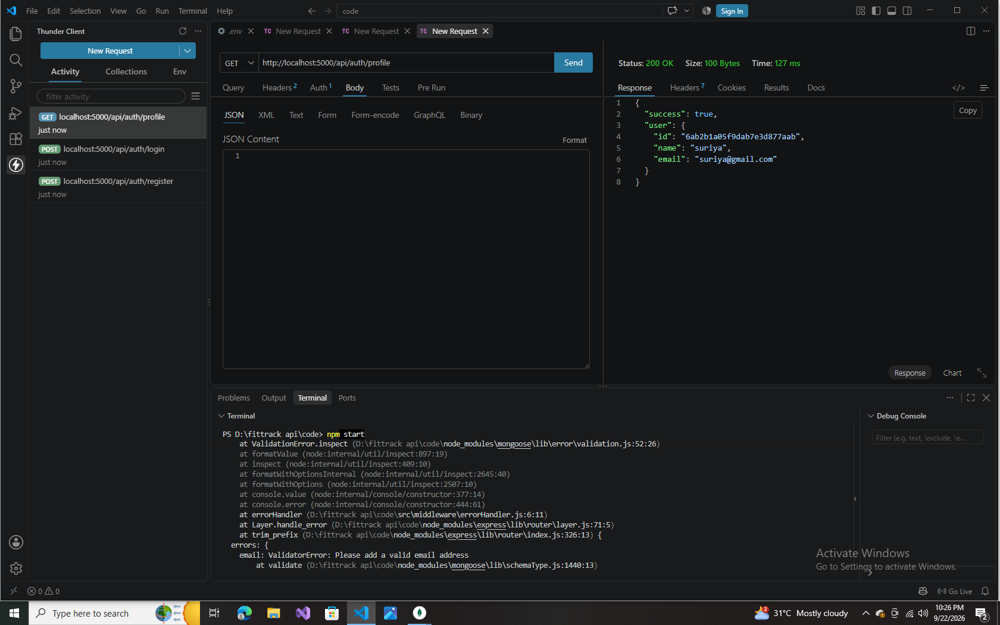 File Edit Selection View Go Run Terminal Help
code
Sign In
Thunder Client
New Request
Activity Collections Env
filter activity
GET localhost:5000/api/auth/profile
just now
POST localhost:5000/api/auth/login
just now
POST localhost:5000/api/auth/register
just now
.env
TC New Request
TC New Request
TC New Request
GET http://localhost:5000/api/auth/profile Send
Query Headers 2 Auth 1 Body Tests Pre Run
JSON XML Text Form Form-encode GraphQL Binary
JSON Content
Format
1
Status: 200 OK Size: 100 Bytes Time: 127 ms
Response Headers 7 Cookies Results Docs
</>
Copy
1 {
2 "success": true,
3 "user": {
4 "id": "6ab2b1a05f9dab7e3d877aab",
5 "name": "suriya",
6 "email": "suriya@gmail.com"
7 }
8 }
Response Chart
Problems Output Terminal Ports
Terminal
PS D:\fittrack api\code> npm start
at ValidationError.inspect (D:\fittrack api\code\node_modules\mongoose\lib\error\validation.js:52:26)
at formatValue (node:internal/util/inspect:897:19)
at inspect (node:internal/util/inspect:409:10)
at formatWithOptionsInternal (node:internal/util/inspect:2645:40)
at formatWithOptions (node:internal/util/inspect:2507:10)
at console.value (node:internal/console/constructor:377:14)
at console.error (node:internal/console/constructor:444:61)
at errorHandler (D:\fittrack api\code\src\middleware\errorHandler.js:6:11)
at Layer.handle_error (D:\fittrack api\code\node_modules\express\lib\router\layer.js:71:5)
at trim_prefix (D:\fittrack api\code\node_modules\express\lib\router\index.js:326:13) {
errors: {
email: ValidatorError: Please add a valid email address
at validate (D:\fittrack api\code\node_modules\mongoose\lib\schemaType.js:1440:13)
Debug Console
Filter (e.g. text, !exclude, \e...
Activate Windows
Go to Settings to activate Windows.
0 0
Go Live
Type here to search
2
31°C Mostly cloudy
10:26 PM
9/22/2026
2